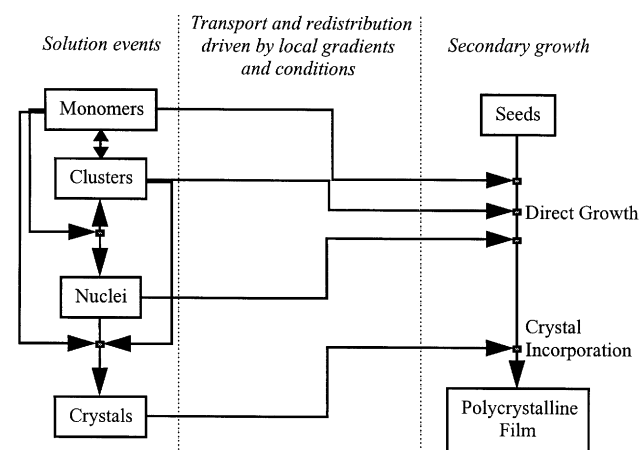 Solution events
Transport and redistribution
driven by local gradients
and conditions
Secondary growth
Monomers
Seeds
Clusters
Direct Growth
Nuclei
Crystal
Incorporation
Crystals
Polycrystalline
Film